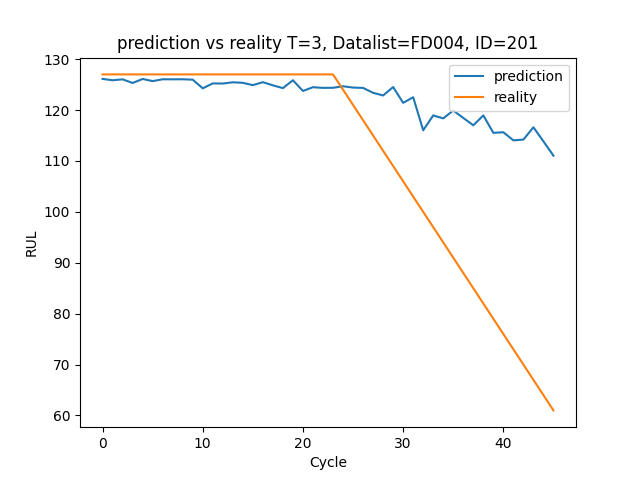 prediction vs reality T=3, Datalist=FD004, ID=201
prediction
reality
RUL
130
120
110
100
90
80
70
60
0 10 20 30 40
Cycle